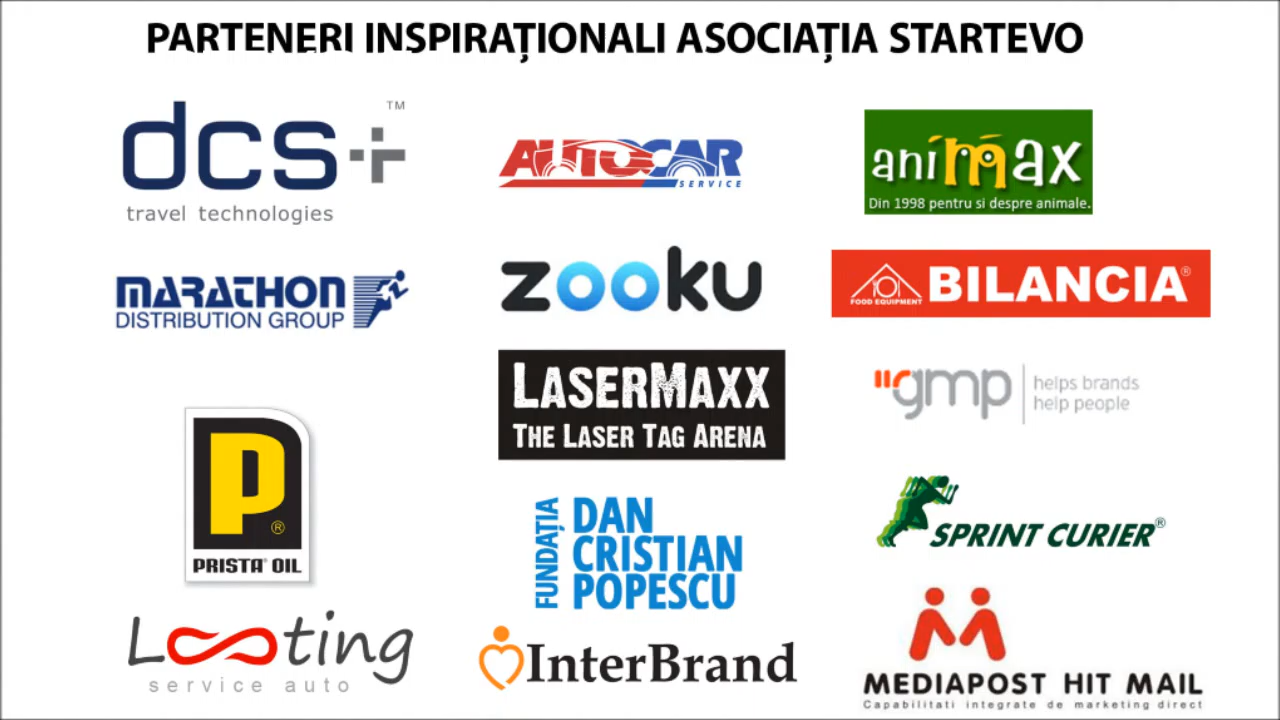 PARTENERI INSPIRAȚIONALI ASOCIAȚIA STARTEVO
dcs+ ™
travel technologies
AUTOCAR
SERVICE
animax
Din 1998 pentru si despre animale.
MARATHON
DISTRIBUTION GROUP
zooku
FOOD EQUIPMENT
BILANCIA®
LASERMAXX
THE LASER TAG ARENA
gmp
helps brands
help people
P®
PRISTA® OIL
FUNDAȚIA
DAN
CRISTIAN
POPESCU
SPRINT CURIER®
Looting
service auto
InterBrand
MEDIAPOST HIT MAIL
Capabilitati integrate de marketing direct